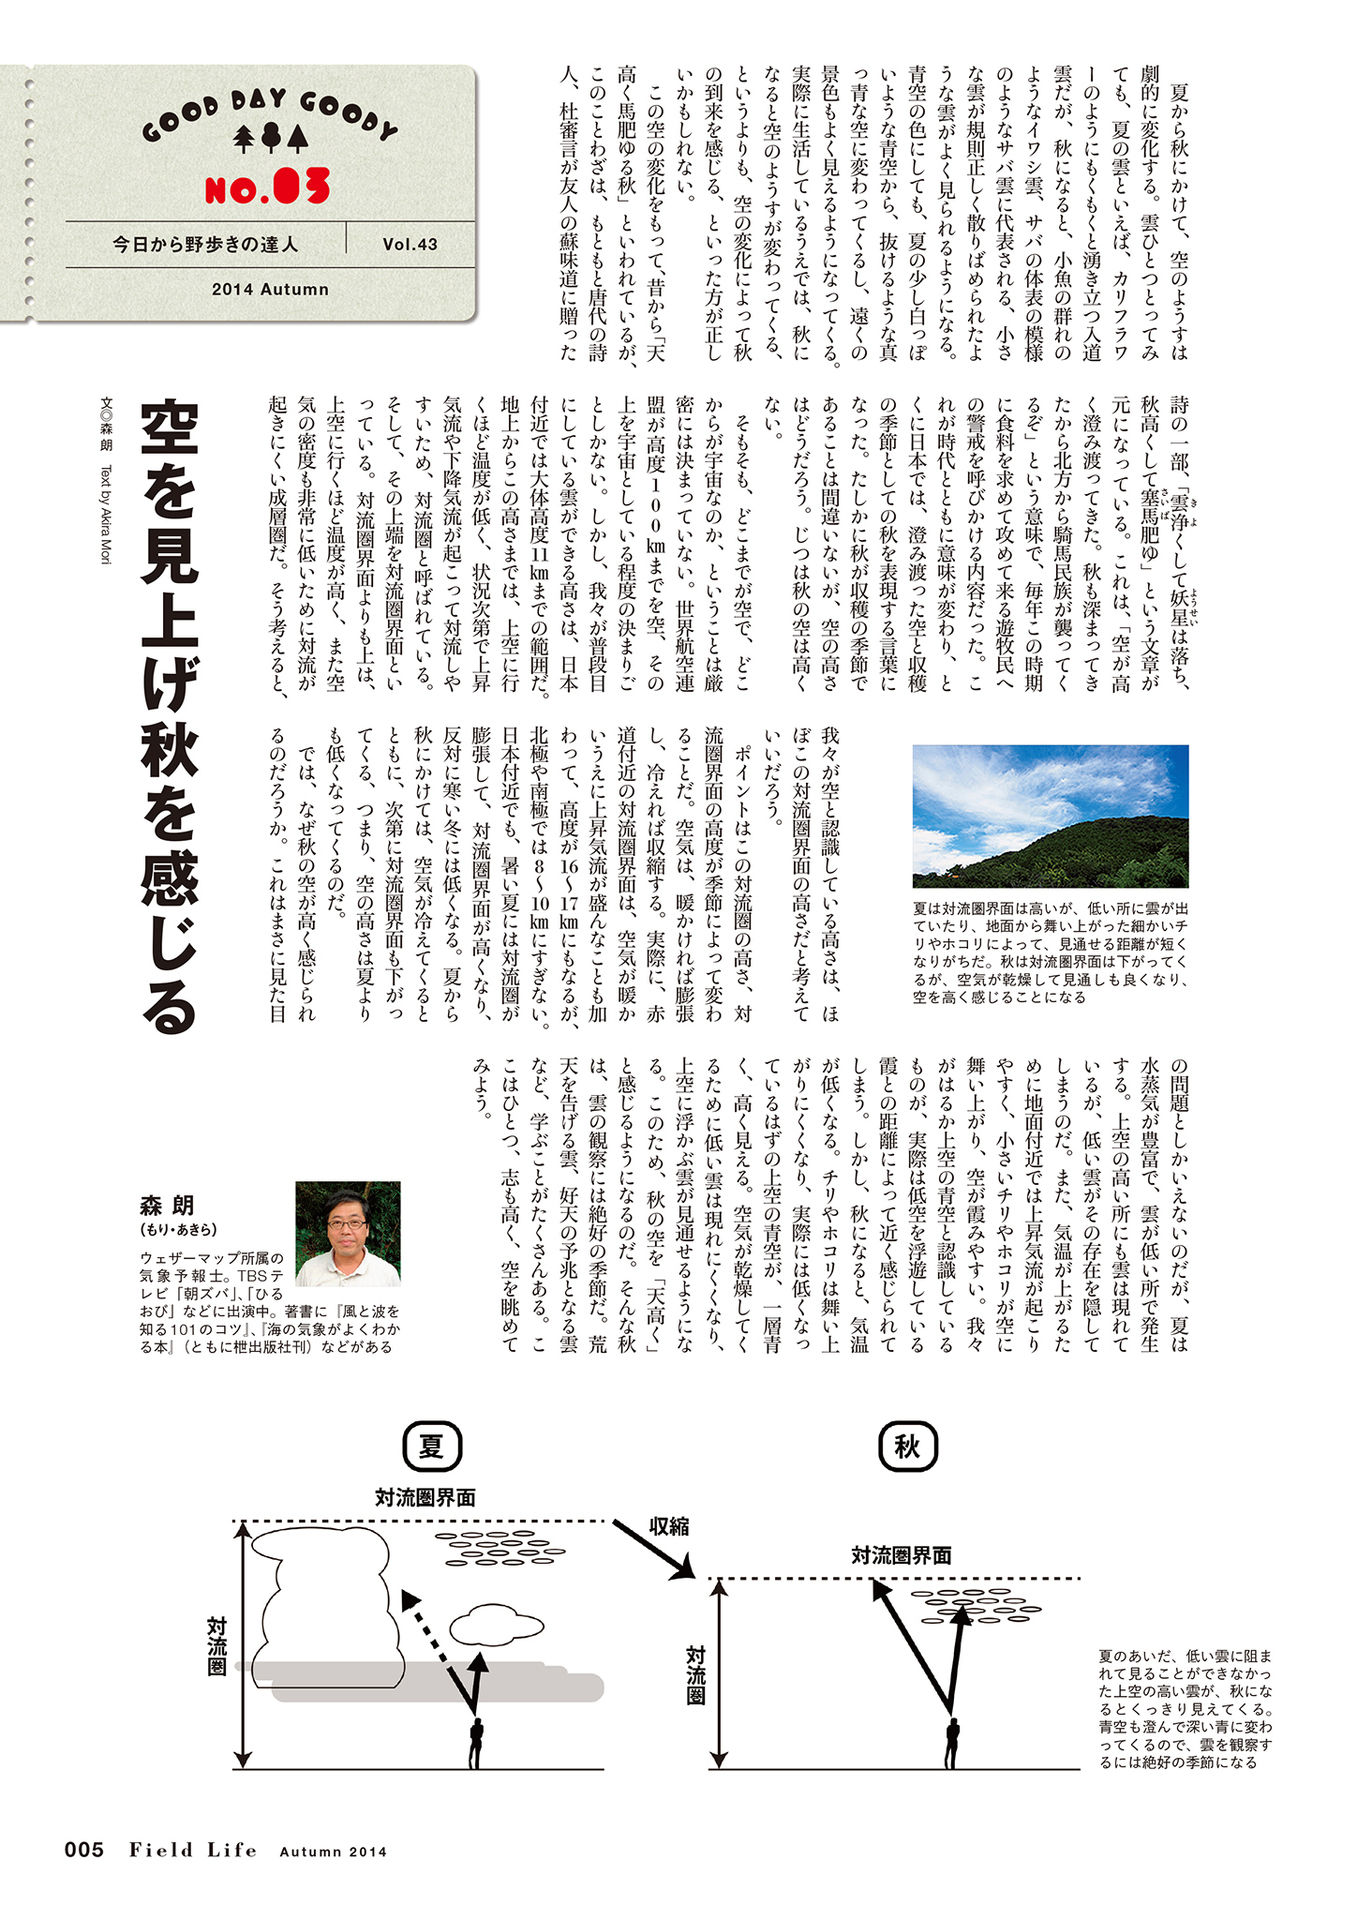 GOOD DAY GOODY
NO.03
今日から野歩きの達人
Vol.43
2014 Autumn
空を見上げ秋を感じる
文◎森 朗 Text by Akira Mori
夏から秋にかけて、空のようすは
劇的に変化する。雲ひとつとってみ
ても、夏の雲といえば、カリフラワ
ーのようにもくもくと湧き立つ入道
雲だが、秋になると、小魚の群れの
ようなイワシ雲、サバの体表の模様
のようなサバ雲に代表される、小さ
な雲が規則正しく散りばめられたよ
うな雲がよく見られるようになる。
青空の色にしても、夏の少し白っぽ
いような青空から、抜けるような真
っ青な空に変わってくるし、遠くの
景色もよく見えるようになってくる。
実際に生活しているうえでは、秋に
なると空のようすが変わってくる、
というよりも、空の変化によって秋
の到来を感じる、といった方が正し
いかもしれない。
この空の変化をもって、昔から「天
高く馬肥ゆる秋」といわれているが、
このことわざは、もともと唐代の詩
人、杜審言が友人の蘇味道に贈った
詩の一部、「雲浄くして妖星は落ち、
きよ
ようせい
秋高くして塞馬肥ゆ」という文章が
さいば
元になっている。これは、「空が高
く澄み渡ってきた。秋も深まってき
たから北方から騎馬民族が襲ってく
るぞ」という意味で、毎年この時期
に食料を求めて攻めて来る遊牧民へ
の警戒を呼びかける内容だった。こ
れが時代とともに意味が変わり、と
くに日本では、澄み渡った空と収穫
の季節としての秋を表現する言葉に
なった。たしかに秋が収穫の季節で
あることは間違いないが、空の高さ
はどうだろう。じつは秋の空は高く
ない。
そもそも、どこまでが空で、どこ
からが宇宙なのか、ということは厳
密には決まっていない。世界航空連
盟が高度100kmまでを空、その
上を宇宙としている程度の決まりご
としかない。しかし、我々が普段目
にしている雲ができる高さは、日本
付近では大体高度11kmまでの範囲だ。
地上からこの高さまでは、上空に行
くほど温度が低く、状況次第で上昇
気流や下降気流が起こって対流しや
すいため、対流圏と呼ばれている。
そして、その上端を対流圏界面とい
っている。対流圏界面よりも上は、
上空に行くほど温度が高く、また空
気の密度も非常に低いために対流が
起きにくい成層圏だ。そう考えると、
我々が空と認識している高さは、ほ
ぼこの対流圏界面の高さだと考えて
いいだろう。
ポイントはこの対流圏の高さ、対
流圏界面の高度が季節によって変わ
ることだ。空気は、暖かければ膨張
し、冷えれば収縮する。実際に、赤
道付近の対流圏界面は、空気が暖か
いうえに上昇気流が盛んなことも加
わって、高度が16〜17kmにもなるが、
北極や南極では8〜10kmにすぎない。
日本付近でも、暑い夏には対流圏が
膨張して、対流圏界面が高くなり、
反対に寒い冬には低くなる。夏から
秋にかけては、空気が冷えてくると
ともに、次第に対流圏界面も下がっ
てくる、つまり、空の高さは夏より
も低くなってくるのだ。
では、なぜ秋の空が高く感じられ
るのだろうか。これはまさに見た目
の問題としかいえないのだが、夏は
水蒸気が豊富で、雲が低い所で発生
する。上空の高い所にも雲は現れて
いるが、低い雲がその存在を隠して
しまうのだ。また、気温が上がるた
めに地面付近では上昇気流が起こり
やすく、小さいチリやホコリが空に
舞い上がり、空が霞みやすい。我々
がはるか上空の青空と認識している
ものが、実際は低空を浮遊している
霞との距離によって近く感じられて
しまう。しかし、秋になると、気温
が低くなる。チリやホコリは舞い上
がりにくくなり、実際には低くなっ
ているはずの上空の青空が、一層青
く、高く見える。空気が乾燥してく
るために低い雲は現れにくくなり、
上空に浮かぶ雲が見通せるようにな
る。このため、秋の空を「天高く」
と感じるようになるのだ。そんな秋
は、雲の観察には絶好の季節だ。荒
天を告げる雲、好天の予兆となる雲
など、学ぶことがたくさんある。こ
こはひとつ、志も高く、空を眺めて
みよう。
夏は対流圏界面は高いが、低い所に雲が出
ていたり、地面から舞い上がった細かいチ
リやホコリによって、見通せる距離が短く
なりがちだ。秋は対流圏界面は下がってく
るが、空気が乾燥して見通しも良くなり、
空を高く感じることになる
森 朗
(もり・あきら)
ウェザーマップ所属の
気象予報士。TBSテ
レビ「朝ズバ」、「ひる
おび」などに出演中。著書に『風と波を
知る101のコツ』、『海の気象がよくわか
る本』（ともに枻出版社刊）などがある
夏
対流圏界面
対流圏
収縮
秋
対流圏界面
対流圏
夏のあいだ、低い雲に阻ま
れて見ることができなかっ
た上空の高い雲が、秋にな
るとくっきり見えてくる。
青空も澄んで深い青に変わ
ってくるので、雲を観察す
るには絶好の季節になる
005 Field Life Autumn 2014